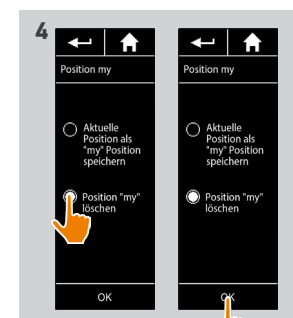 4
Position my
Aktuelle
Position als
"my" Position
speichern
Position "my"
löschen
OK
Position my
Aktuelle
Position als
"my" Position
speichern
Position "my"
löschen
OK